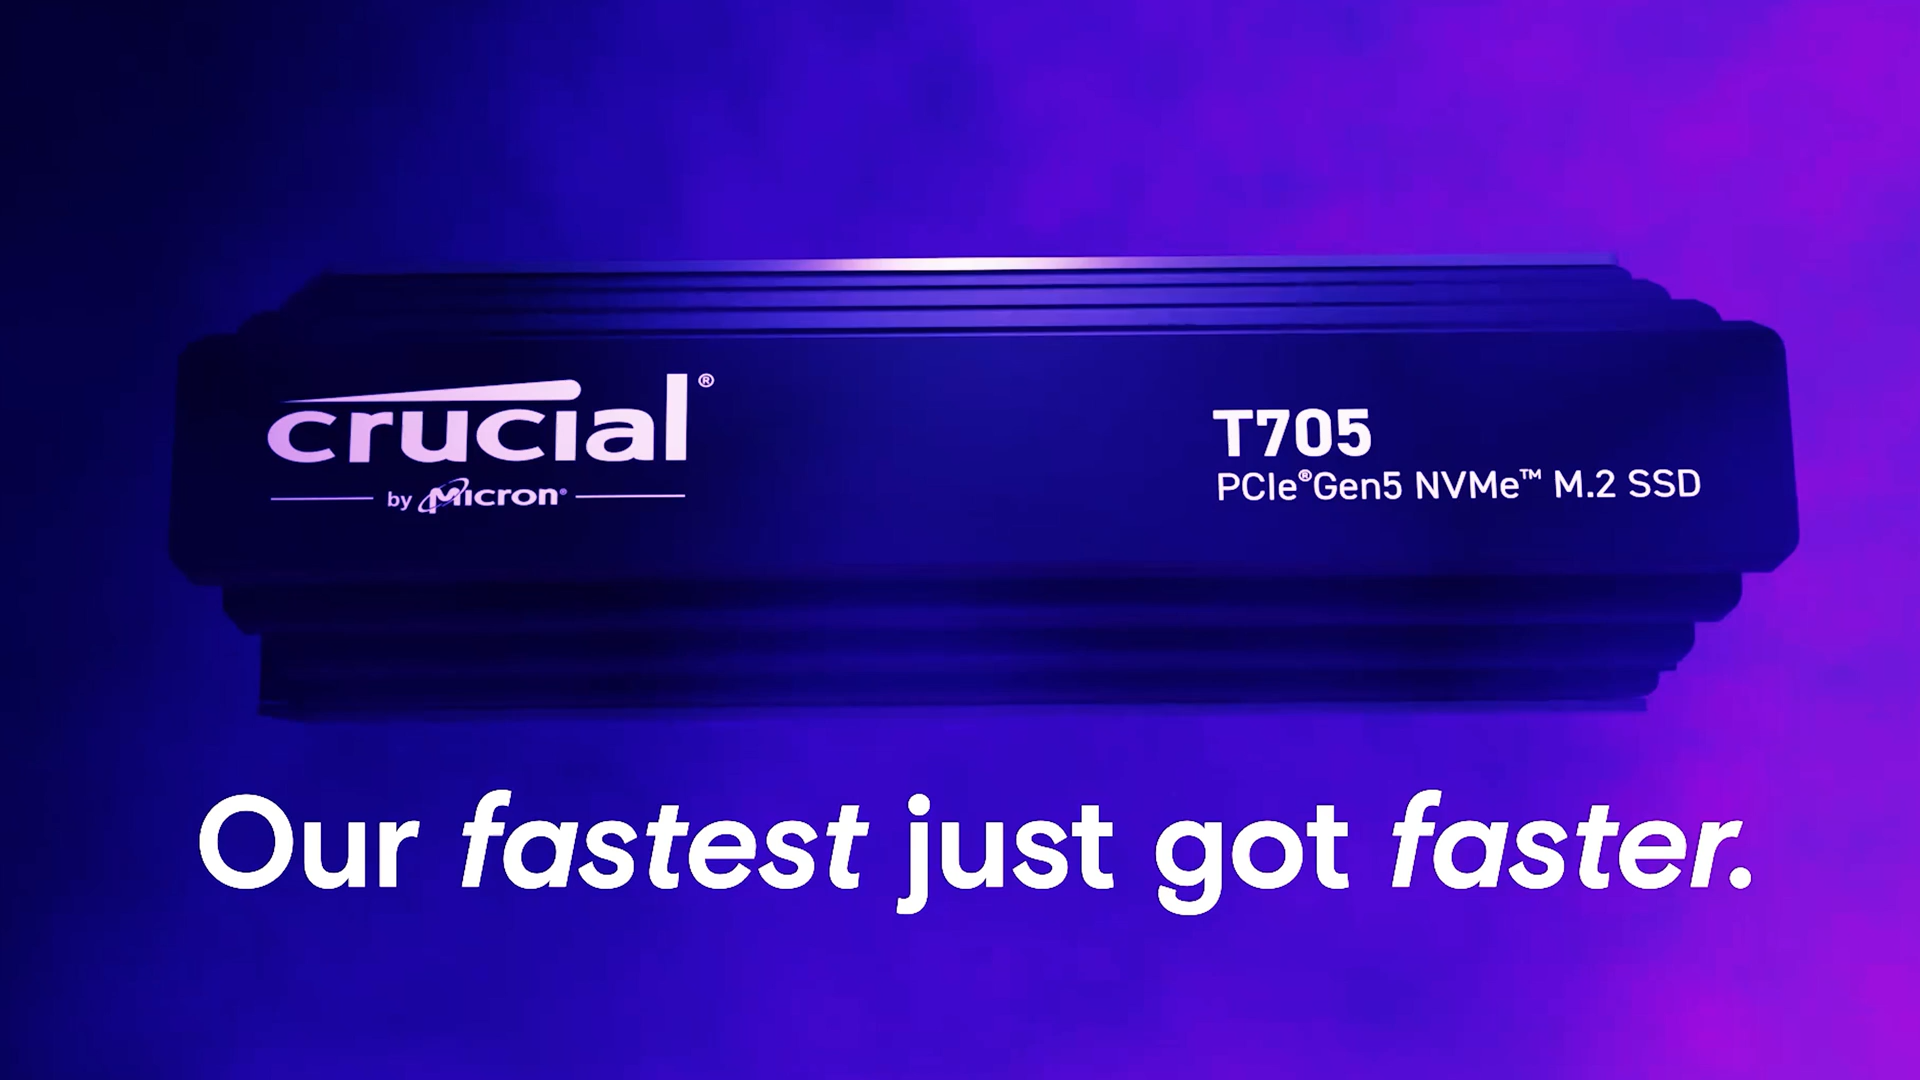 crucial®
by Micron®
T705
PCIe®Gen5 NVMe™ M.2 SSD
Our fastest just got faster.